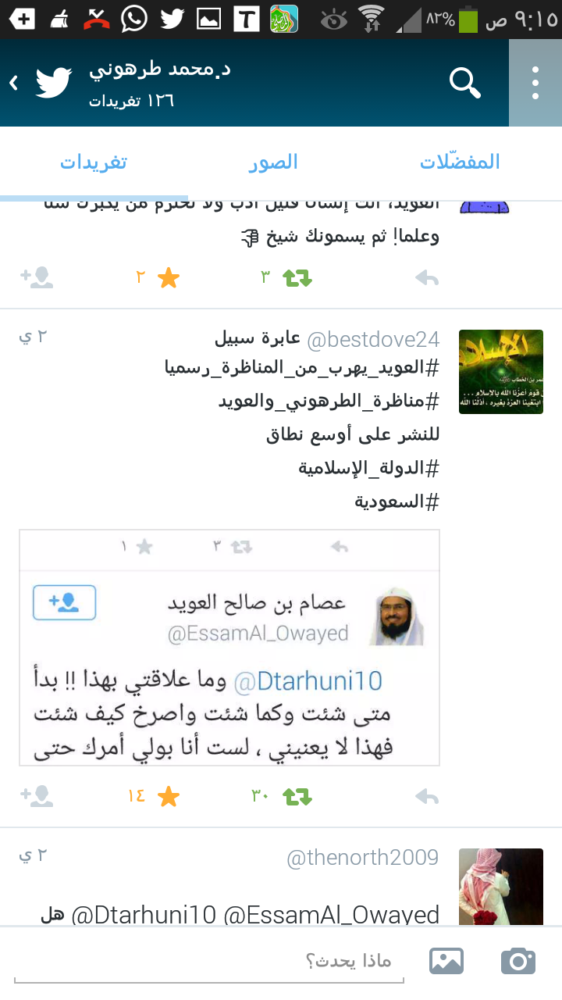 ٩:١٥ ص ٨٢%
د.محمد طرهوني
١٢٦ تغريدات
تغريدات الصور المفضّلات
العويد، أنت إنسان قليل أدب ولا تحترم من يكبرك سنا
وعلما! ثم يسمونك شيخ
٣ ٢
عابرة سبيل @bestdove24 ٢ ي
#العويد_يهرب_من_المناظرة_رسميا
#مناظرة_الطرهوني_والعويد
للنشر على أوسع نطاق
#الدولة_الإسلامية
#السعودية
عمر بن الخطاب
قوم أعزنا الله بالاسلام ...
ابتغينا العزة بغيره ، أذلنا الله
٣ ١
عصام بن صالح العويد
@EssamAl_Owayed
@Dtarhuni10 وما علاقتي بهذا !! بدأ
متى شئت وكما شئت واصرخ كيف شئت
فهذا لا يعنيني ، لست أنا بولي أمرك حتى
٣٠ ١٤
@thenorth2009 ٢ ي
@Dtarhuni10 @EssamAl_Owayed هل
ماذا يحدث؟